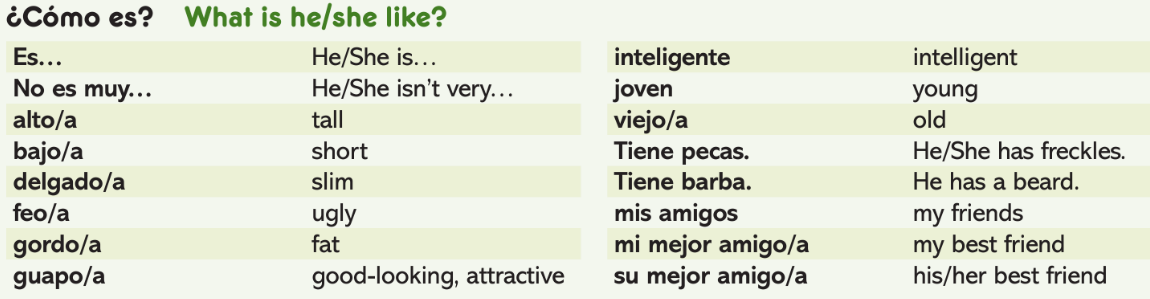 ¿Cómo es? What is he/she like?
Es... He/She is...
No es muy... He/She isn't very...
alto/a tall
bajo/a short
delgado/a slim
feo/a ugly
gordo/a fat
guapo/a good-looking, attractive
inteligente intelligent
joven young
viejo/a old
Tiene pecas. He/She has freckles.
Tiene barba. He has a beard.
mis amigos my friends
mi mejor amigo/a my best friend
su mejor amigo/a his/her best friend